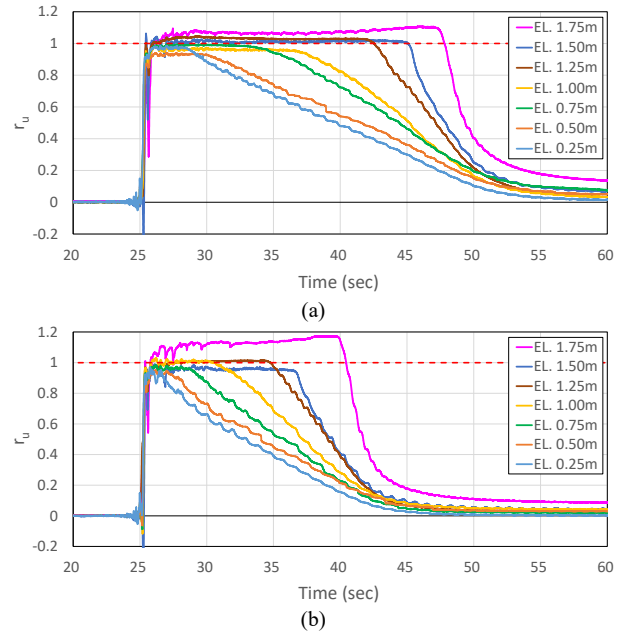 1.2
1
0.8
0.6
0.4
0.2
0
-0.2
r_u
20 25 30 35 40 45 50 55 60
Time (sec)
EL. 1.75m
EL. 1.50m
EL. 1.25m
EL. 1.00m
EL. 0.75m
EL. 0.50m
EL. 0.25m
(a)
1.2
1
0.8
0.6
0.4
0.2
0
-0.2
r_u
20 25 30 35 40 45 50 55 60
Time (sec)
EL. 1.75m
EL. 1.50m
EL. 1.25m
EL. 1.00m
EL. 0.75m
EL. 0.50m
EL. 0.25m
(b)